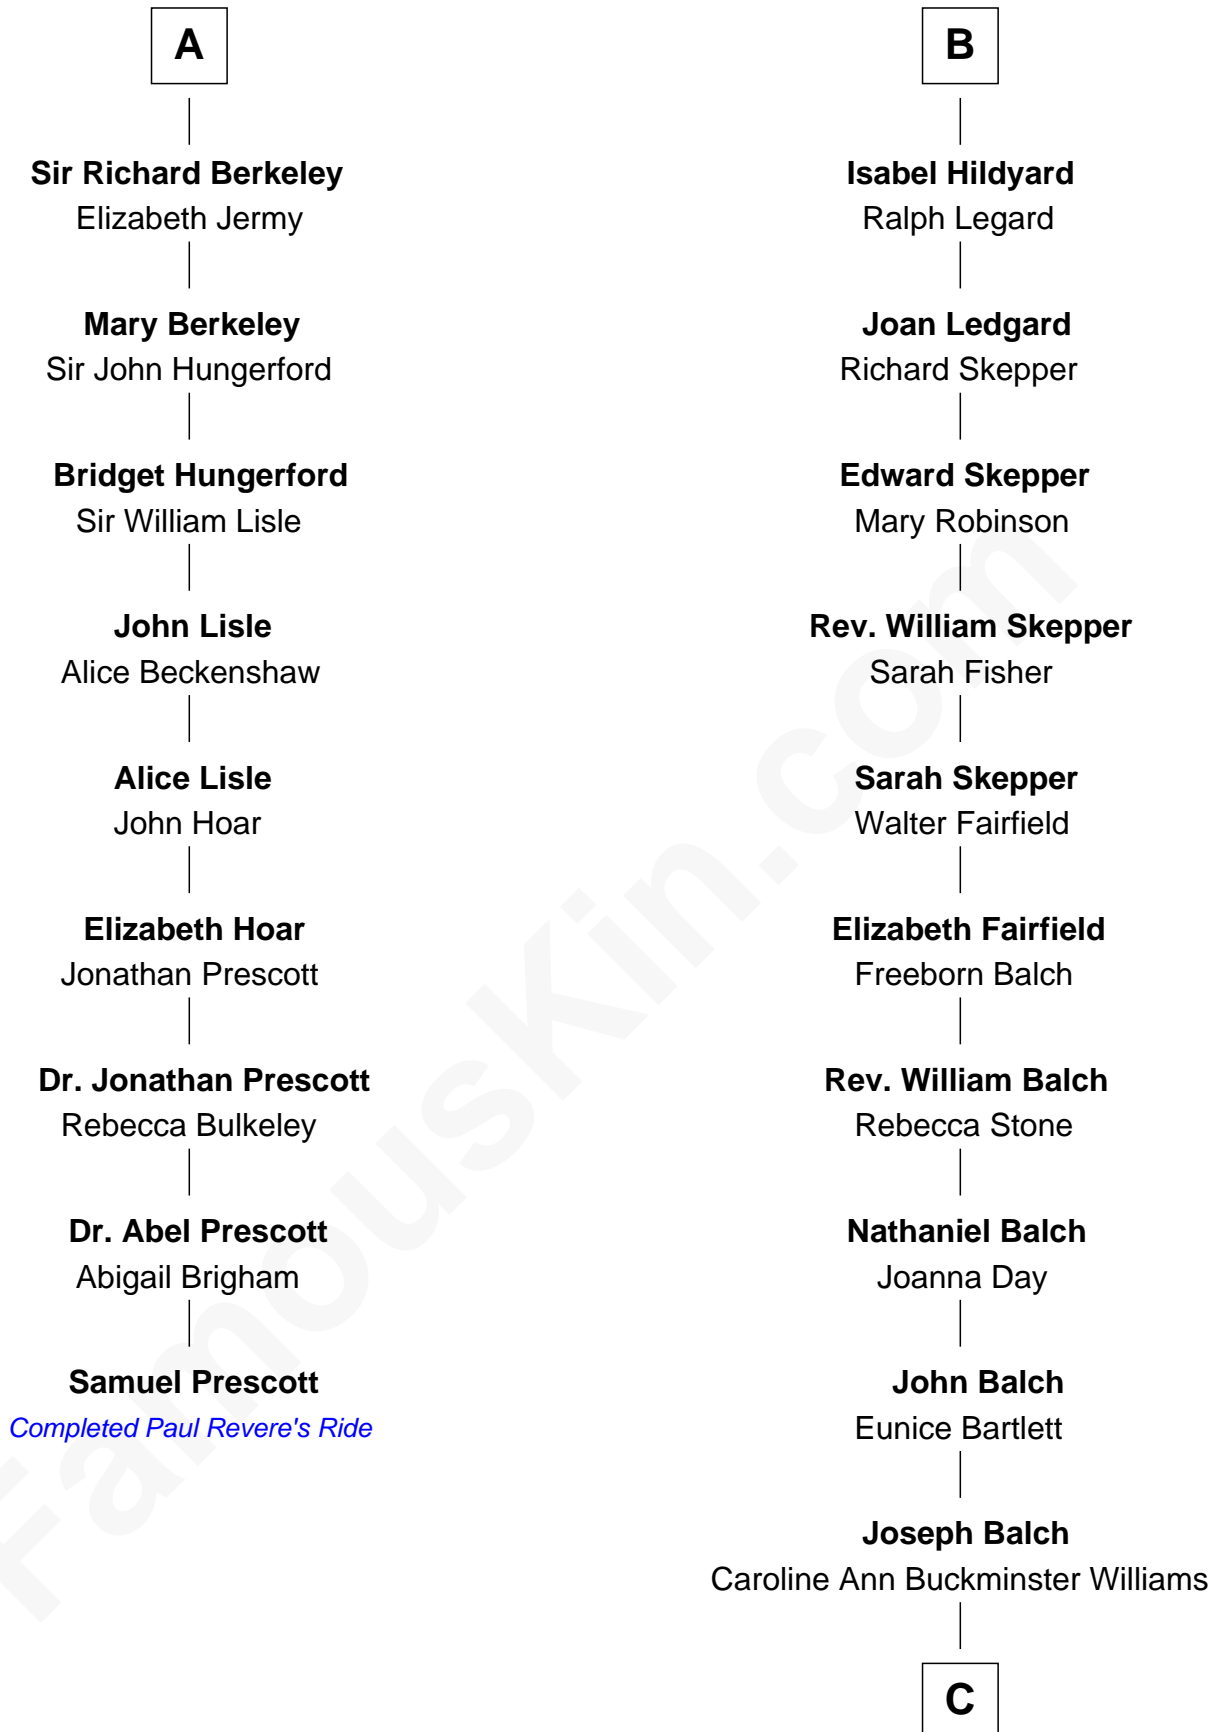 A
Sir Richard Berkeley
Elizabeth Jermy
Mary Berkeley
Sir John Hungerford
Bridget Hungerford
Sir William Lisle
John Lisle
Alice Beckenshaw
Alice Lisle
John Hoar
Elizabeth Hoar
Jonathan Prescott
Dr. Jonathan Prescott
Rebecca Bulkeley
Dr. Abel Prescott
Abigail Brigham
Samuel Prescott
Completed Paul Revere's Ride
B
Isabel Hildyard
Ralph Legard
Joan Ledgard
Richard Skepper
Edward Skepper
Mary Robinson
Rev. William Skepper
Sarah Fisher
Sarah Skepper
Walter Fairfield
Elizabeth Fairfield
Freeborn Balch
Rev. William Balch
Rebecca Stone
Nathaniel Balch
Joanna Day
John Balch
Eunice Bartlett
Joseph Balch
Caroline Ann Buckminster Williams
C
FamousKin.com